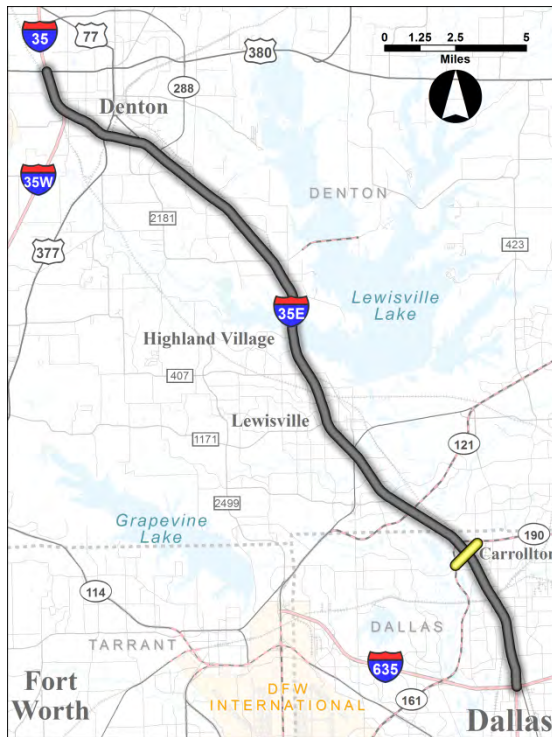 35
77
380
0 1.25 2.5 5
Miles
288
Denton
35W
DENTON
2181
377
423
35E
Lewisville
Lake
Highland Village
407
Lewisville
1171
121
2499
Grapevine
Lake
190
Carrollton
114
DALLAS
TARRANT
635
Fort
Worth
DFW
INTERNATIONAL
161
Dallas